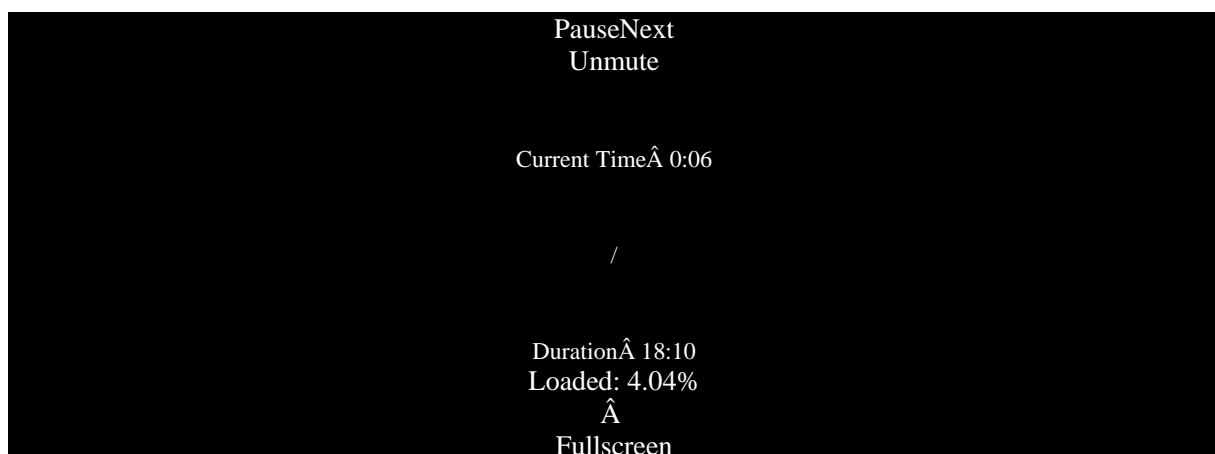 PauseNext
Unmute
Current TimeÂ 0:06
/
DurationÂ 18:10
Loaded: 4.04%
Â
Fullscreen